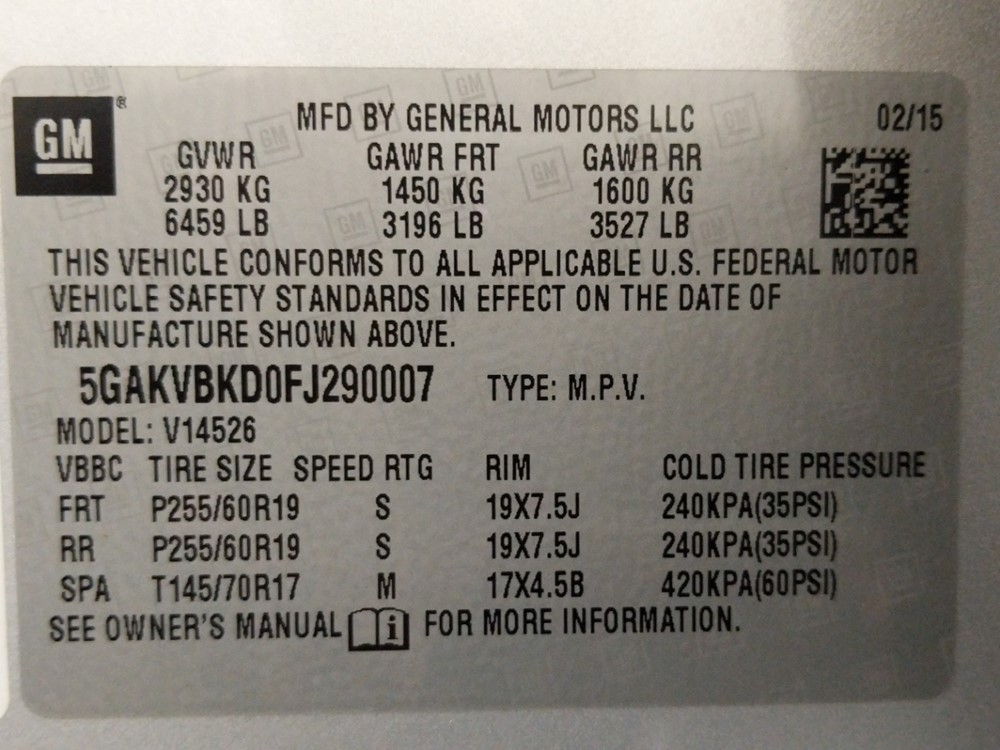 GM ® MFD BY GENERAL MOTORS LLC 02/15
GVWR GAWR FRT GAWR RR
2930 KG 1450 KG 1600 KG
6459 LB 3196 LB 3527 LB
THIS VEHICLE CONFORMS TO ALL APPLICABLE U.S. FEDERAL MOTOR
VEHICLE SAFETY STANDARDS IN EFFECT ON THE DATE OF
MANUFACTURE SHOWN ABOVE.
5GAKVBKD0FJ290007 TYPE: M.P.V.
MODEL: V14526
VBBC TIRE SIZE SPEED RTG RIM COLD TIRE PRESSURE
FRT P255/60R19 S 19X7.5J 240KPA(35PSI)
RR P255/60R19 S 19X7.5J 240KPA(35PSI)
SPA T145/70R17 M 17X4.5B 420KPA(60PSI)
SEE OWNER'S MANUAL i FOR MORE INFORMATION.